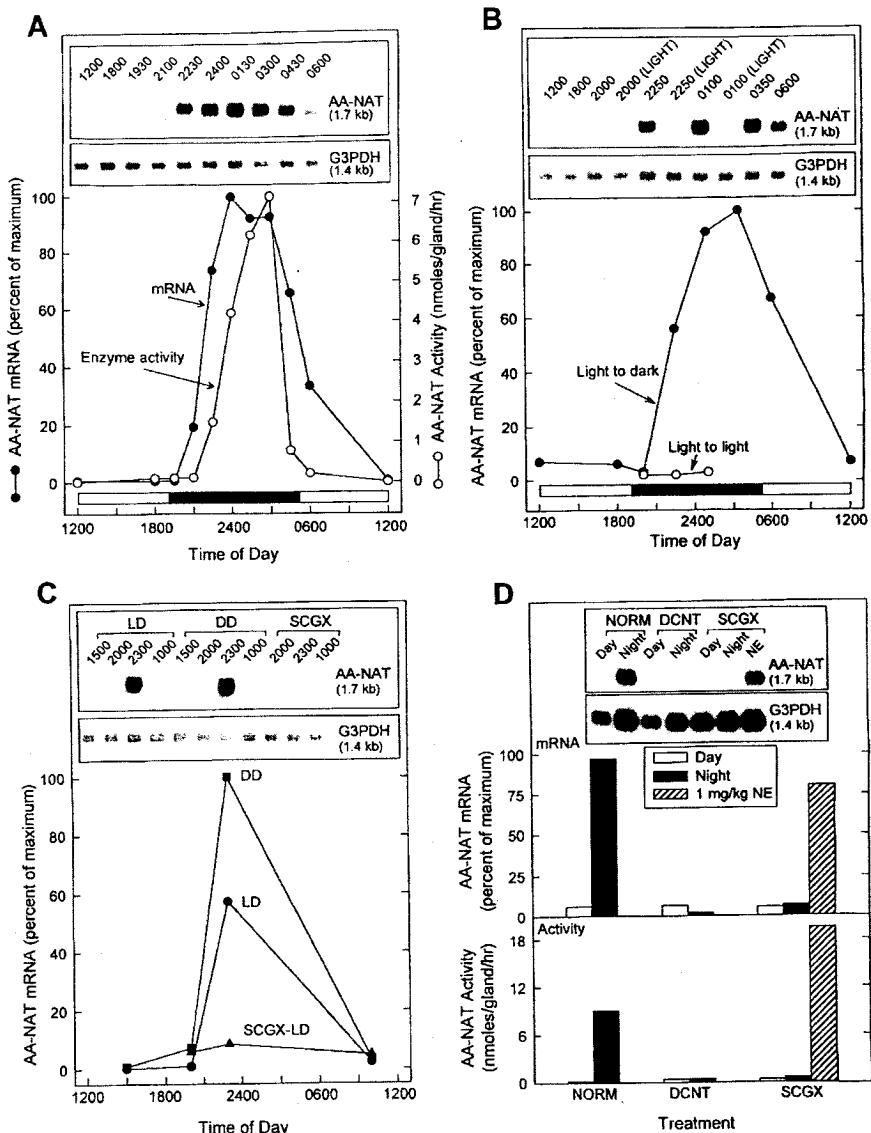 A
1200 1800 1930 2100 2230 2400 0130 0300 0430 0600
AA-NAT
(1.7 kb)
G3PDH
(1.4 kb)
AA-NAT mRNA (percent of maximum)
100
80
60
40
20
0
mRNA
Enzyme activity
7
6
5
4
3
2
1
0
AA-NAT Activity (nmoles/gland/hr)
1200 1800 2400 0600 1200
Time of Day
B
1200 1800 2000 2000 (LIGHT) 2250 2250 (LIGHT) 0100 0100 (LIGHT) 0350 0600
AA-NAT
(1.7 kb)
G3PDH
(1.4 kb)
AA-NAT mRNA (percent of maximum)
100
80
60
40
20
0
Light to dark
Light to light
1200 1800 2400 0600 1200
Time of Day
C
LD DD SCGX
1500 2000 2300 1000 1500 2000 2300 1000 2000 2300 1000
AA-NAT
(1.7 kb)
G3PDH
(1.4 kb)
AA-NAT mRNA (percent of maximum)
100
80
60
40
20
0
DD
LD
SCGX-LD
1200 1800 2400 0600 1200
Time of Day
D
NORM DCNT SCGX
Day Night Day Night Day Night NE
AA-NAT
(1.7 kb)
G3PDH
(1.4 kb)
mRNA
Day
Night
1 mg/kg NE
AA-NAT mRNA
(percent of maximum)
100
75
50
25
0
Activity
AA-NAT Activity
(nmoles/gland/hr)
18
12
6
0
NORM DCNT SCGX
Treatment